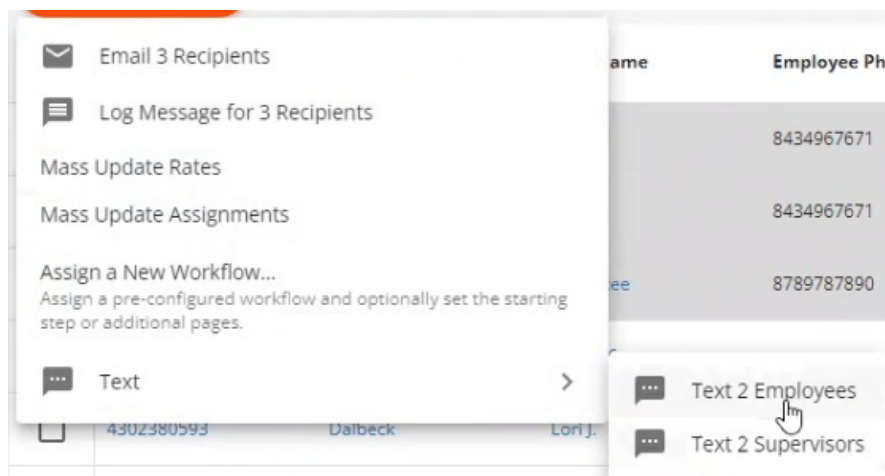 Email 3 Recipients
ame
Employee Ph
Log Message for 3 Recipients
8434967671
Mass Update Rates
Mass Update Assignments
8434967671
Assign a New Workflow...
ee
8789787890
Assign a pre-configured workflow and optionally set the starting
step or additional pages.
Text
Text 2 Employees
4302380593
Dalbeck
Lori J.
Text 2 Supervisors